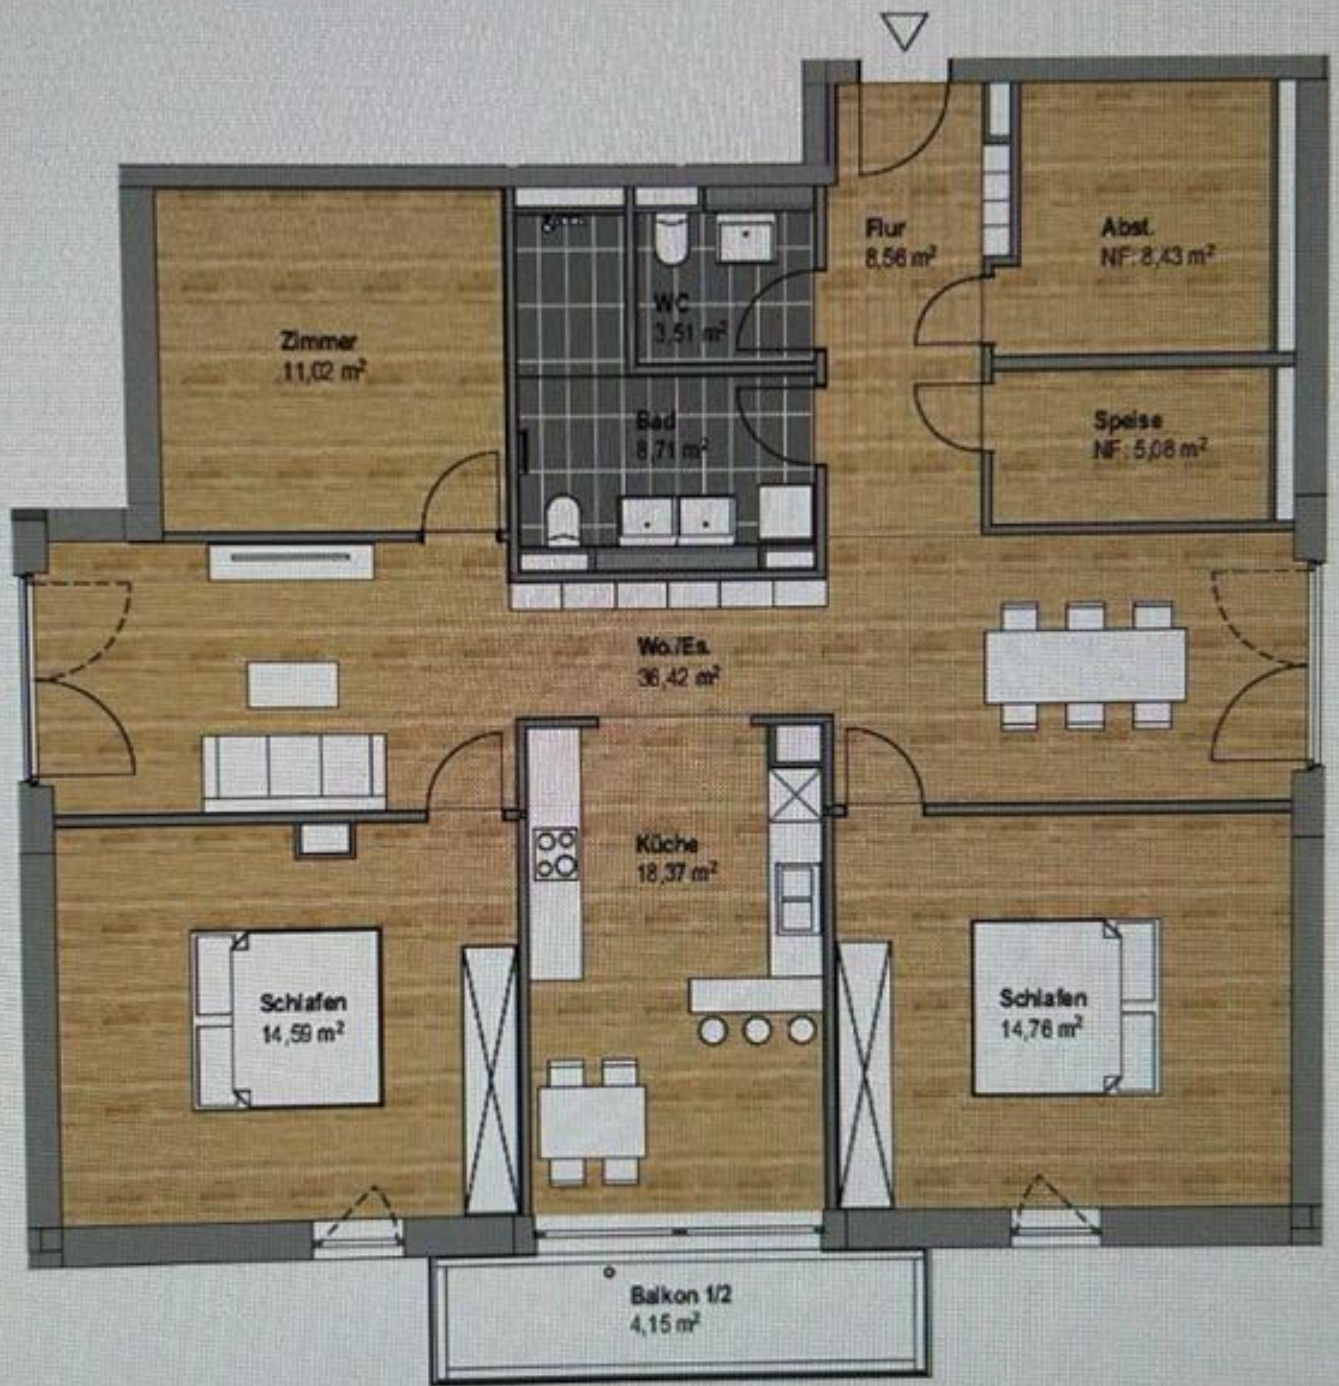 Flur
8,56 m²
Abst.
NF: 8,43 m²
WC
3,51 m²
Zimmer
11,02 m²
Bad
8,71 m²
Speise
NF: 5,08 m²
Wo./Es.
36,42 m²
Küche
18,37 m²
Schlafen
14,59 m²
Schlafen
14,76 m²
Balkon 1/2
4,15 m²